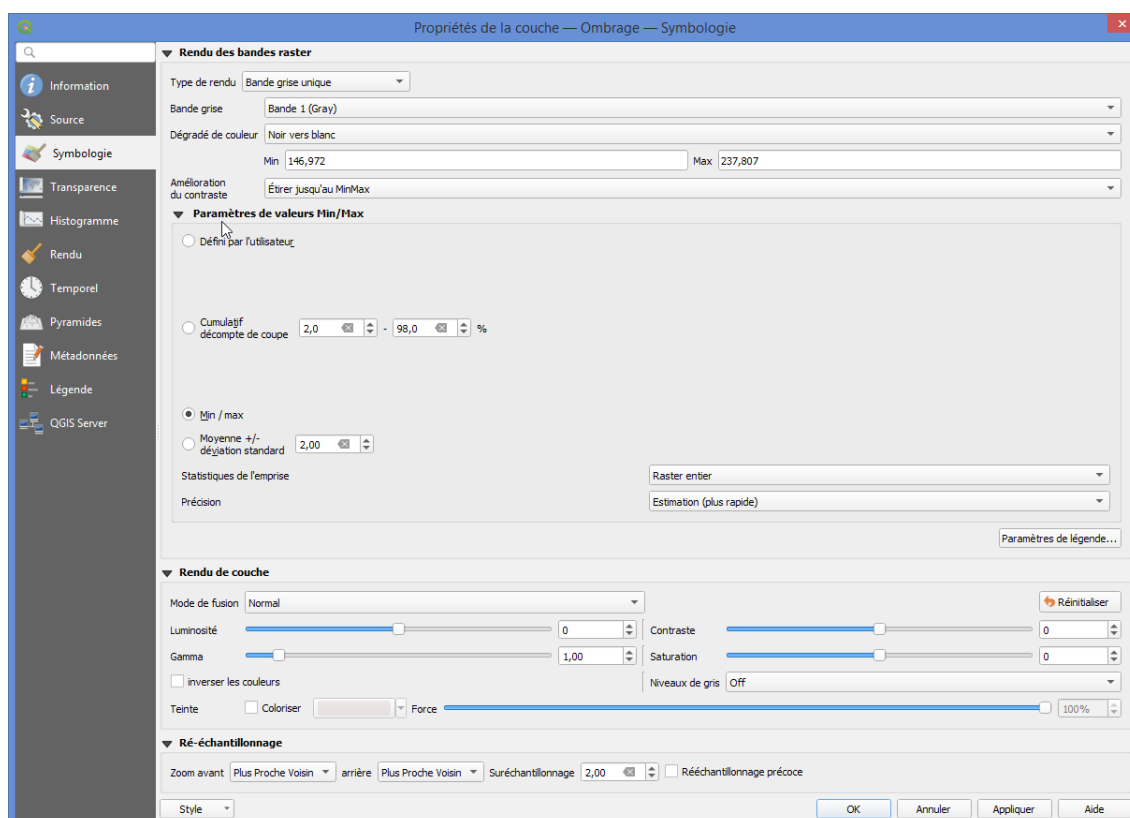 Propriétés de la couche — Ombrage — Symbologie
Information
Source
Symbologie
Transparence
Histogramme
Rendu
Temporel
Pyramides
Métadonnées
Légende
QGIS Server
Rendu des bandes raster
Type de rendu Bande grise unique
Bande grise Bande 1 (Gray)
Dégradé de couleur Noir vers blanc
Min 146,972 Max 237,807
Amélioration
du contraste Étirer jusqu'au MinMax
Paramètres de valeurs Min/Max
Défini par l'utilisateur
Cumulatif
décompte de coupe 2,0 - 98,0 %
Min / max
Moyenne +/-
déviation standard 2,00
Statistiques de l'emprise Raster entier
Précision Estimation (plus rapide)
Paramètres de légende...
Rendu de couche
Mode de fusion Normal Réinitialiser
Luminosité 0 Contraste 0
Gamma 1,00 Saturation 0
inverser les couleurs Niveaux de gris Off
Teinte Coloriser Force 100%
Ré-échantillonnage
Zoom avant Plus Proche Voisin arrière Plus Proche Voisin Suréchantillonnage 2,00 Rééchantillonnage précoce
Style OK Annuler Appliquer Aide